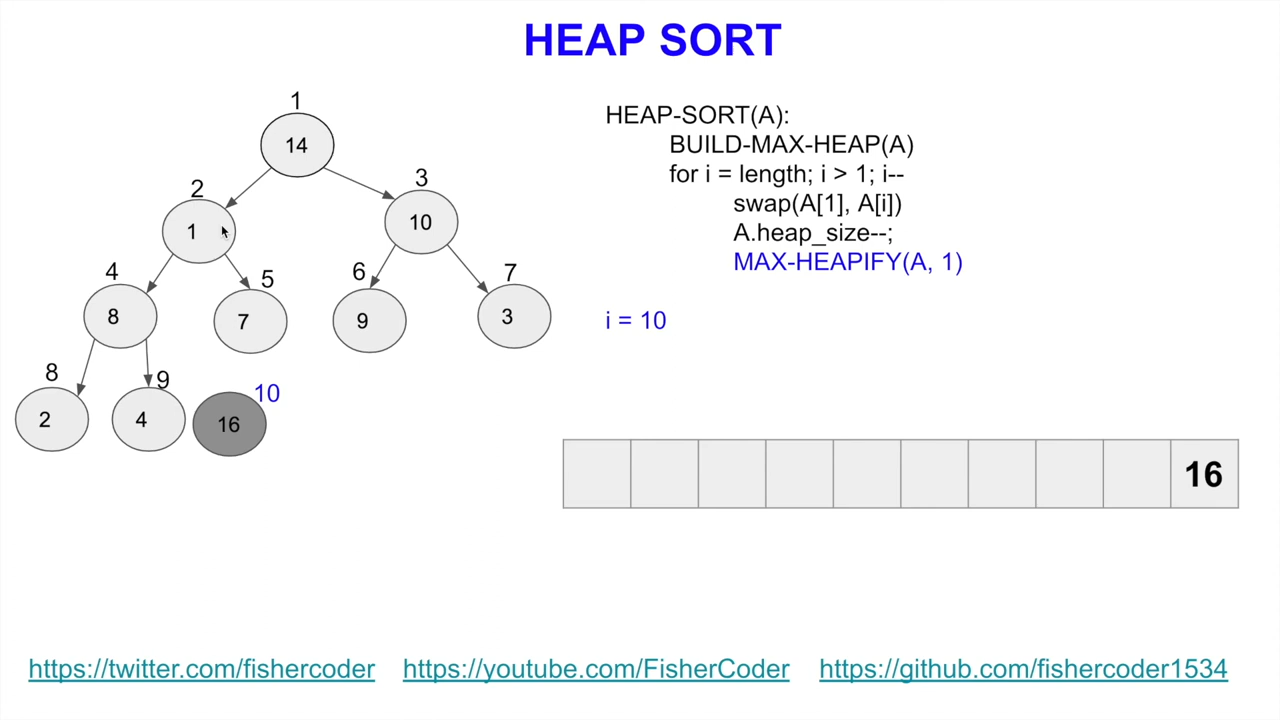 HEAP SORT
1
14
2
1
3
10
4
8
5
7
6
9
7
3
8
2
9
4
10
16
HEAP-SORT(A):
BUILD-MAX-HEAP(A)
for i = length; i > 1; i--
swap(A[1], A[i])
A.heap_size--;
MAX-HEAPIFY(A, 1)
i = 10
16
https://twitter.com/fishercoder
https://youtube.com/FisherCoder
https://github.com/fishercoder1534